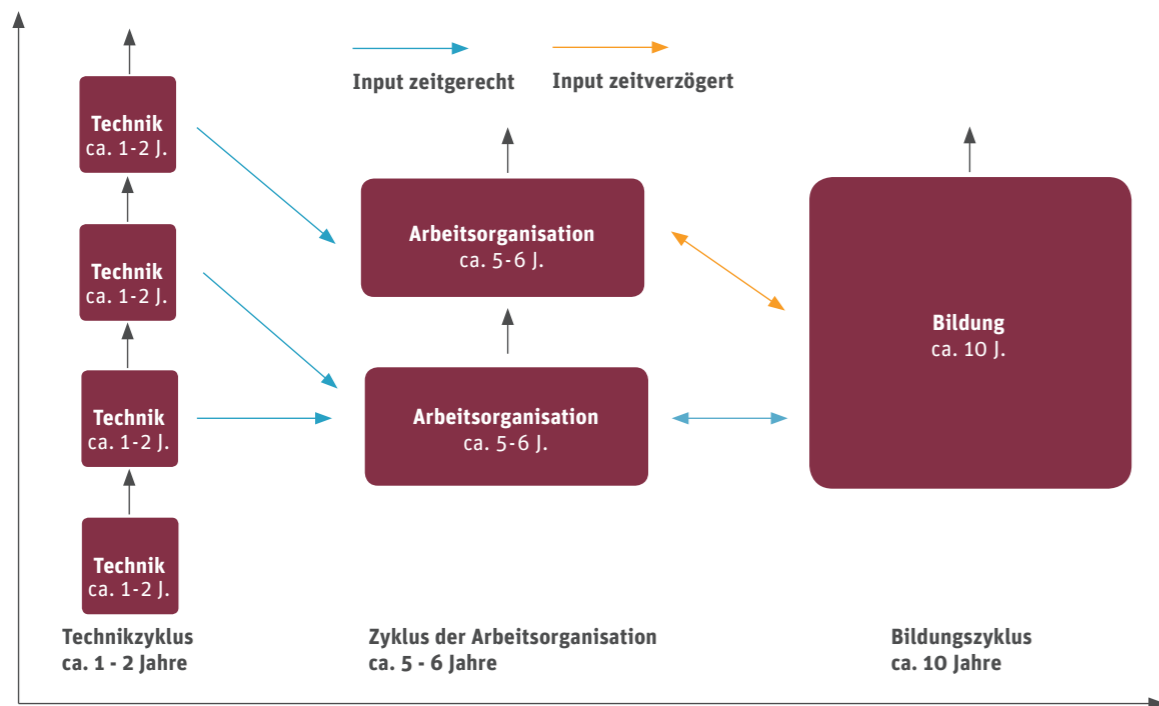 Input zeitgerecht
Input zeitverzögert
Technik
ca. 1-2 J.
Technik
ca. 1-2 J.
Technik
ca. 1-2 J.
Technik
ca. 1-2 J.
Arbeitsorganisation
ca. 5-6 J.
Arbeitsorganisation
ca. 5-6 J.
Bildung
ca. 10 J.
Technikzyklus
ca. 1 - 2 Jahre
Zyklus der Arbeitsorganisation
ca. 5 - 6 Jahre
Bildungszyklus
ca. 10 Jahre